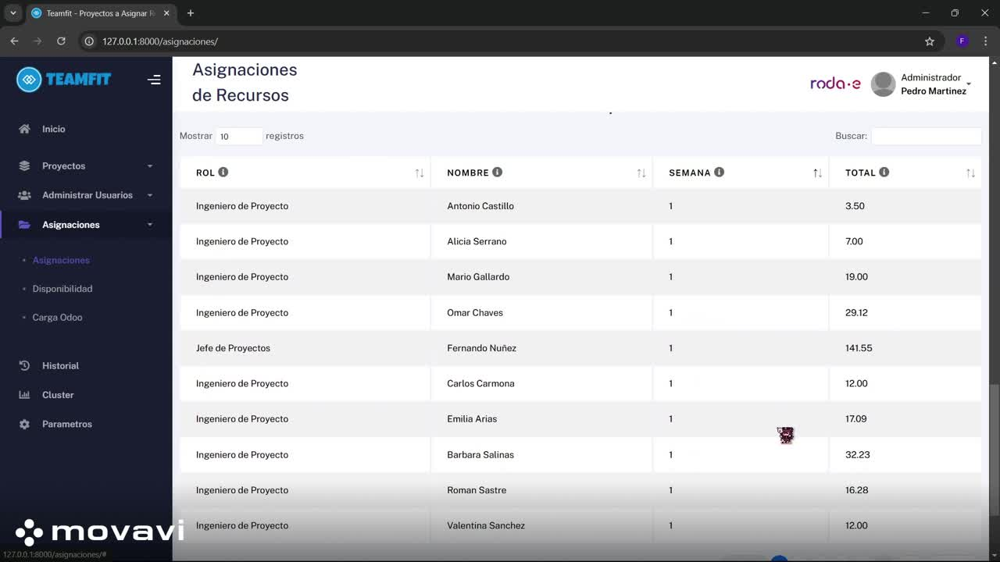 Teamfit - Proyectos a Asignar R
127.0.0.1:8000/asignaciones/
F
TEAMFIT
Asignaciones
de Recursos
roda·e
Administrador
Pedro Martinez
Inicio
Proyectos
Administrar Usuarios
Asignaciones
Asignaciones
Disponibilidad
Carga Odoo
Historial
Cluster
Parametros
Mostrar 10 registros
Buscar:
ROL NOMBRE SEMANA TOTAL
Ingeniero de Proyecto Antonio Castillo 1 3.50
Ingeniero de Proyecto Alicia Serrano 1 7.00
Ingeniero de Proyecto Mario Gallardo 1 19.00
Ingeniero de Proyecto Omar Chaves 1 29.12
Jefe de Proyectos Fernando Nuñez 1 141.55
Ingeniero de Proyecto Carlos Carmona 1 12.00
Ingeniero de Proyecto Emilia Arias 1 17.09
Ingeniero de Proyecto Barbara Salinas 1 32.23
Ingeniero de Proyecto Roman Sastre 1 16.28
Ingeniero de Proyecto Valentina Sanchez 1 12.00
movavi
127.0.0.1:8000/asignaciones/#